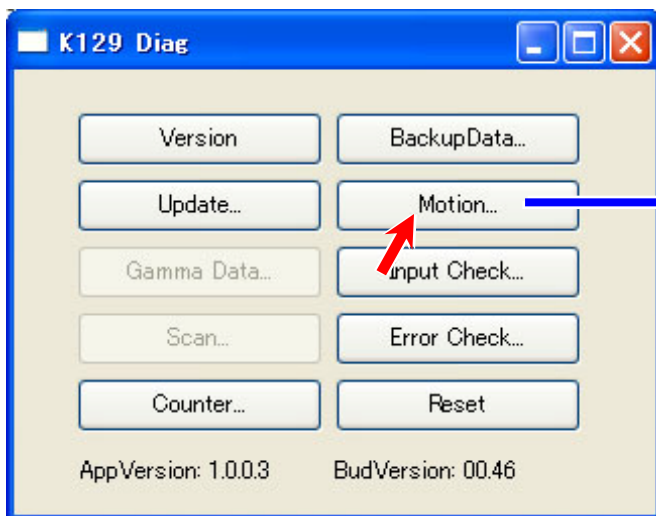 K129 Diag
Version
BackupData...
Update...
Motion...
Gamma Data...
Input Check...
Scan...
Error Check...
Counter...
Reset
AppVersion: 1.0.0.3
BudVersion: 00.46